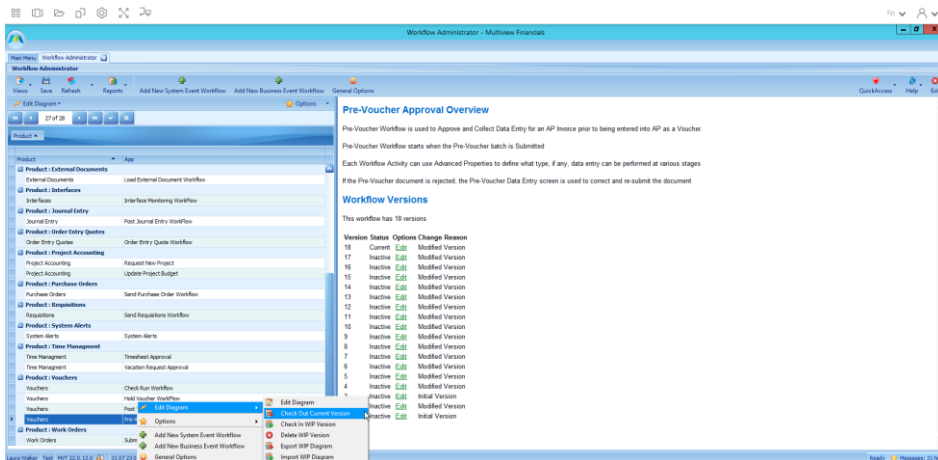 Fn
Workflow Administrator - Multiview Financials
Main Menu Workflow Administrator
Workflow Administrator
Views Save Refresh Reports Add New System Event Workflow Add New Business Event Workflow General Options QuickAccess Help
Edit Diagram Options
27 of 28
Product
Product App
Product : External Documents
External Documents Load External Document Workflow
Product : Interfaces
Interfaces Interface Monitoring WorkFlow
Product : Journal Entry
Journal Entry Post Journal Entry WorkFlow
Product : Order Entry Quotes
Order Entry Quotes Order Entry Quote Workflow
Product : Project Accounting
Project Accounting Request New Project
Project Accounting Update Project Budget
Product : Purchase Orders
Purchase Orders Send Purchase Order Workflow
Product : Requisitions
Requisitions Send Requisitions Workflow
Product : System Alerts
System Alerts System Alerts
Product : Time Managment
Time Managment Timesheet Approval
Time Managment Vacation Request Approval
Product : Vouchers
Vouchers Check Run Workflow
Vouchers Hold Voucher WorkFlow
Vouchers Post
Vouchers
Product : Work Orders
Work Orders
Edit Diagram
Options
Add New System Event Workflow
Add New Business Event Workflow
General Options
Edit Diagram
Check Out Current Version
Check In WIP Version
Delete WIP Version
Export WIP Diagram
Import WIP Diagram
Pre-Voucher Approval Overview
Pre-Voucher Workflow is used to Approve and Collect Data Entry for an AP Invoice prior to being entered into AP as a Voucher.
Pre-Voucher Workflow starts when the Pre-Voucher batch is Submitted
Each Workflow Activity can use Advanced Properties to define what type, if any, data entry can be performed at various stages
If the Pre-Voucher document is rejected, the Pre-Voucher Data Entry screen is used to correct and re-submit the document
Workflow Versions
This workflow has 18 versions
Version Status Options Change Reason
18 Current Edit Modified Version
17 Inactive Edit Modified Version
16 Inactive Edit Modified Version
15 Inactive Edit Modified Version
14 Inactive Edit Modified Version
13 Inactive Edit Modified Version
12 Inactive Edit Modified Version
11 Inactive Edit Modified Version
10 Inactive Edit Modified Version
9 Inactive Edit Modified Version
8 Inactive Edit Modified Version
7 Inactive Edit Modified Version
6 Inactive Edit Modified Version
5 Inactive Edit Modified Version
4 Inactive Edit Modified Version
Inactive Edit Initial Version
Inactive Edit Modified Version
Inactive Edit Initial Version
Laura Walker Test
Ready Messages: